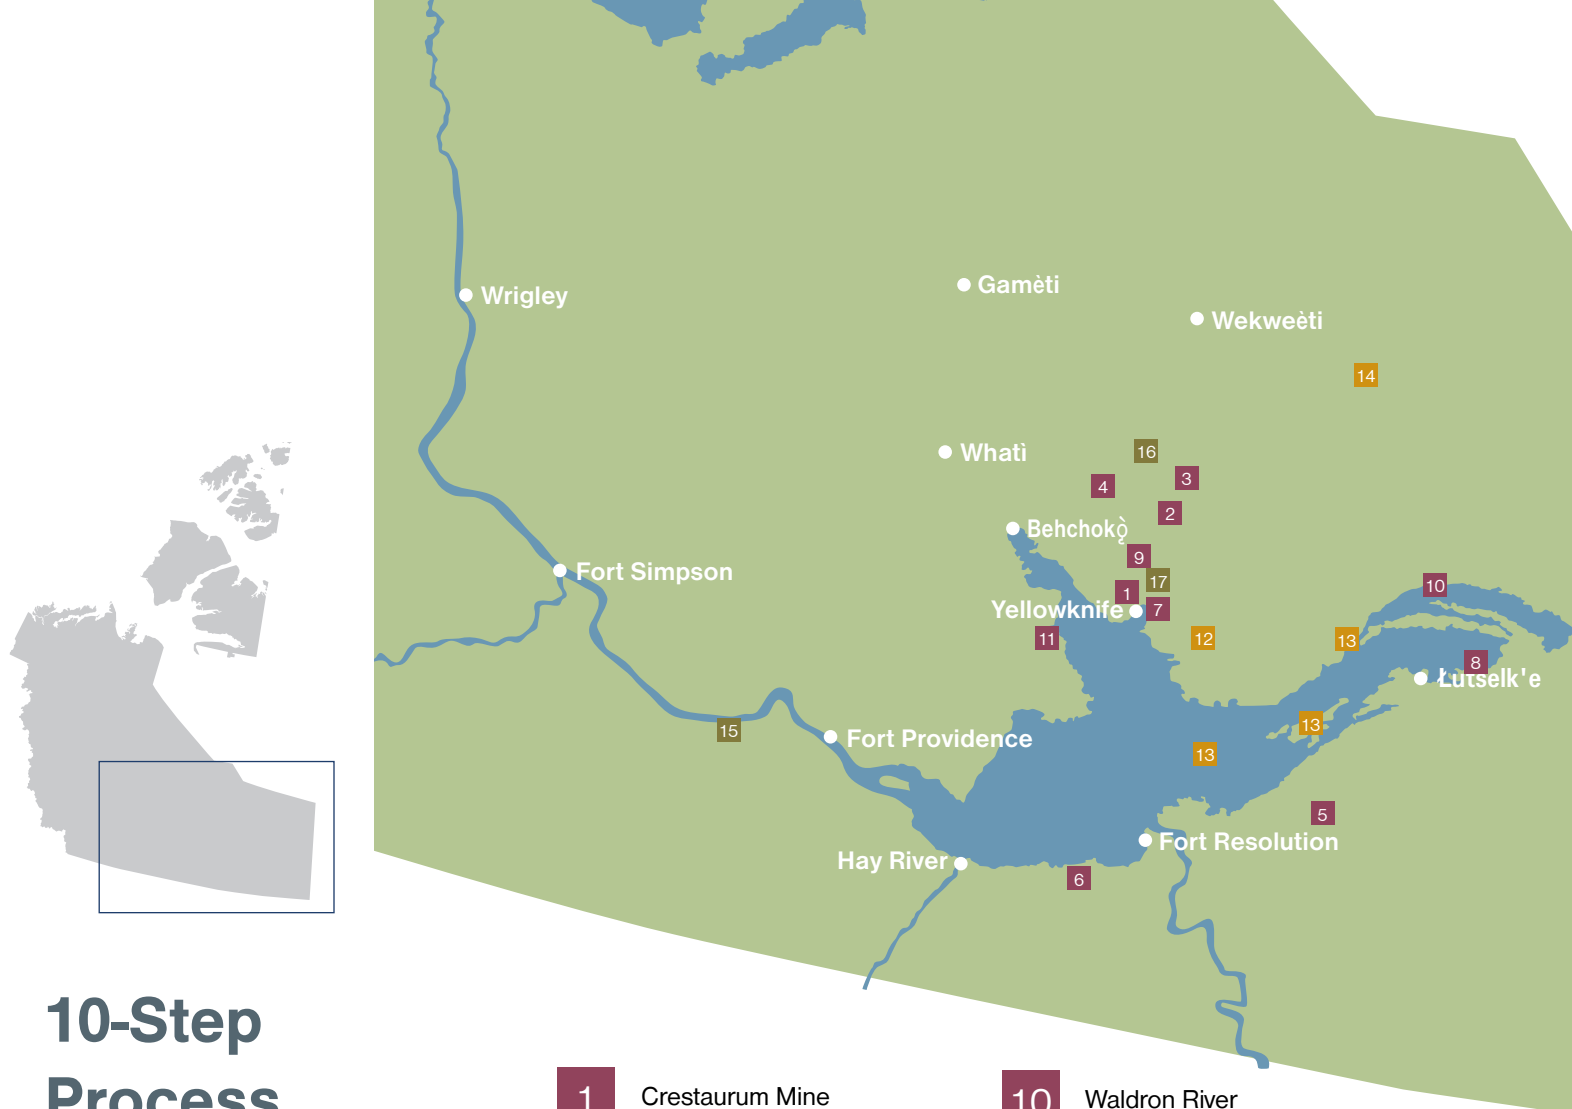 Gamètì
Wrigley
Wekweètì
14
Whatì
16
3
4
2
Behchokǫ̀
9
Fort Simpson
17
10
1
Yellowknife
7
11
12
13
8
Łutselk'e
13
15
Fort Providence
13
5
Fort Resolution
Hay River
6
10-Step
Process
1 Crestaurum Mine
10 Waldron River